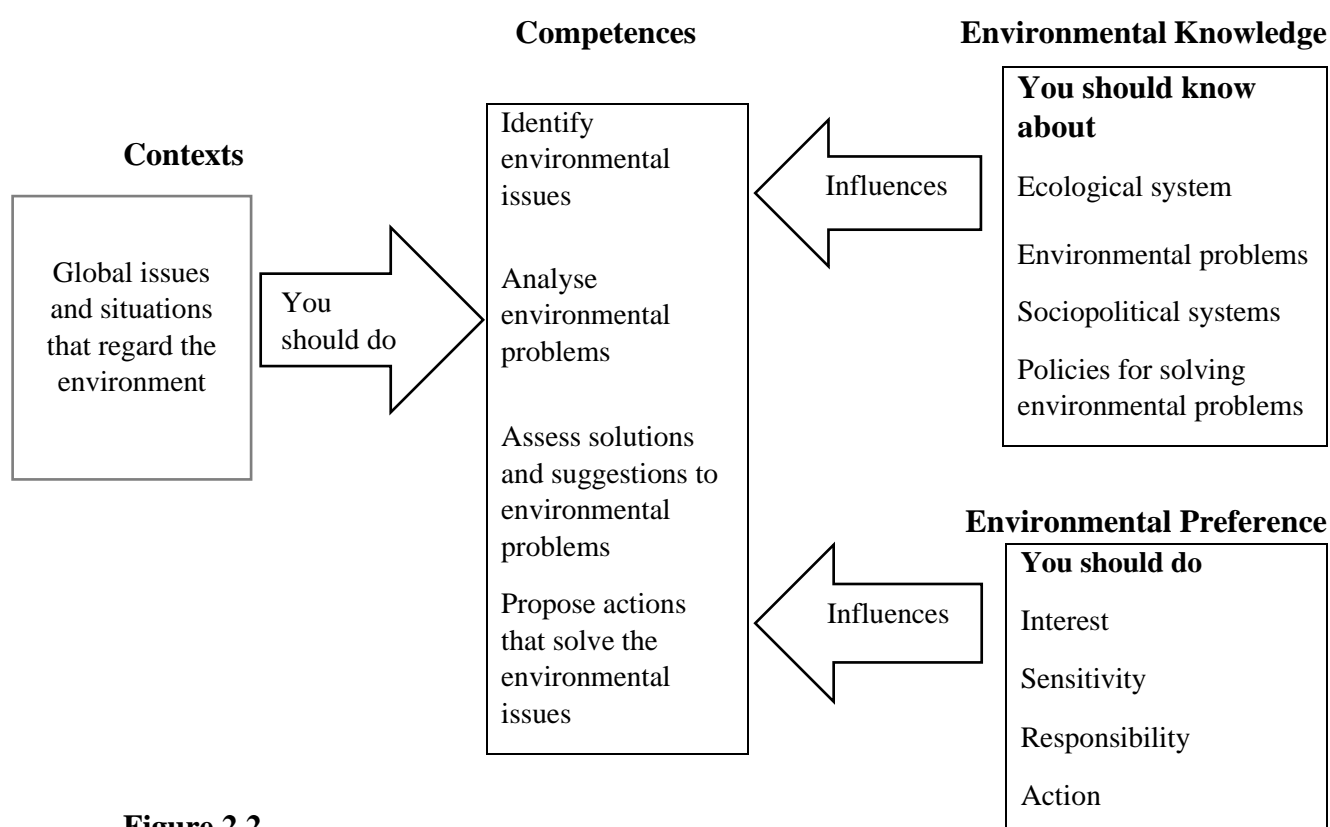 Competences
Environmental Knowledge
Contexts
Global issues
and situations
that regard the
environment
You
should do
Identify
environmental
issues
Analyse
environmental
problems
Assess solutions
and suggestions to
environmental
problems
Propose actions
that solve the
environmental
issues
Influences
You should know
about
Ecological system
Environmental problems
Sociopolitical systems
Policies for solving
environmental problems
Environmental Preference
Influences
You should do
Interest
Sensitivity
Responsibility
Action
Figure 2.2